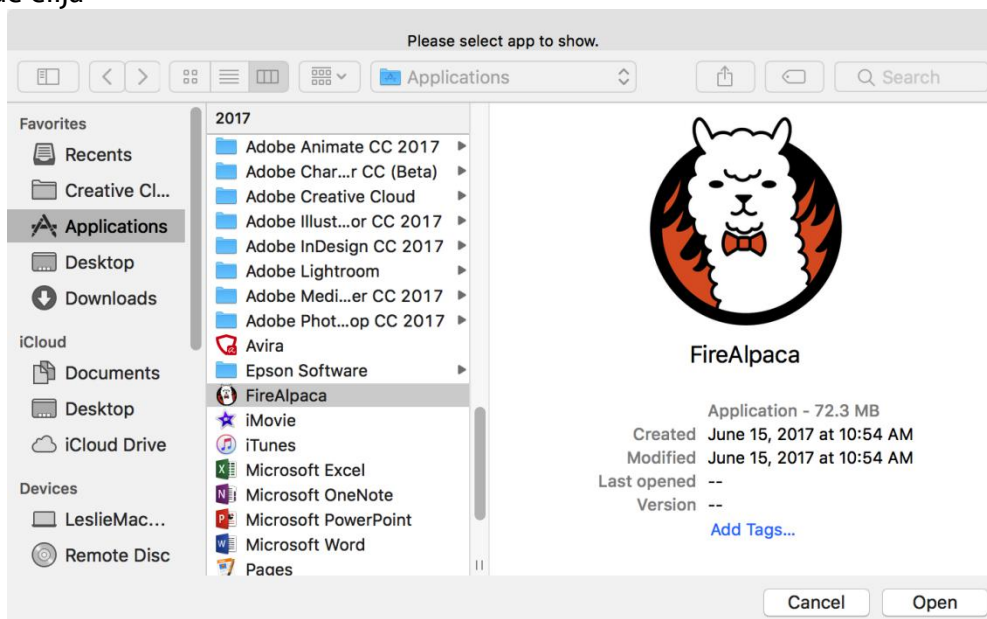 Please select app to show.
Applications
Search
Favorites
Recents
Creative Cl...
Applications
Desktop
Downloads
iCloud
Documents
Desktop
iCloud Drive
Devices
LeslieMac...
Remote Disc
2017
Adobe Animate CC 2017
Adobe Char...r CC (Beta)
Adobe Creative Cloud
Adobe Illust...or CC 2017
Adobe InDesign CC 2017
Adobe Lightroom
Adobe Medi...er CC 2017
Adobe Phot...op CC 2017
Avira
Epson Software
FireAlpaca
iMovie
iTunes
Microsoft Excel
Microsoft OneNote
Microsoft PowerPoint
Microsoft Word
Pages
FireAlpaca
Application - 72.3 MB
Created June 15, 2017 at 10:54 AM
Modified June 15, 2017 at 10:54 AM
Last opened --
Version --
Add Tags...
Cancel
Open